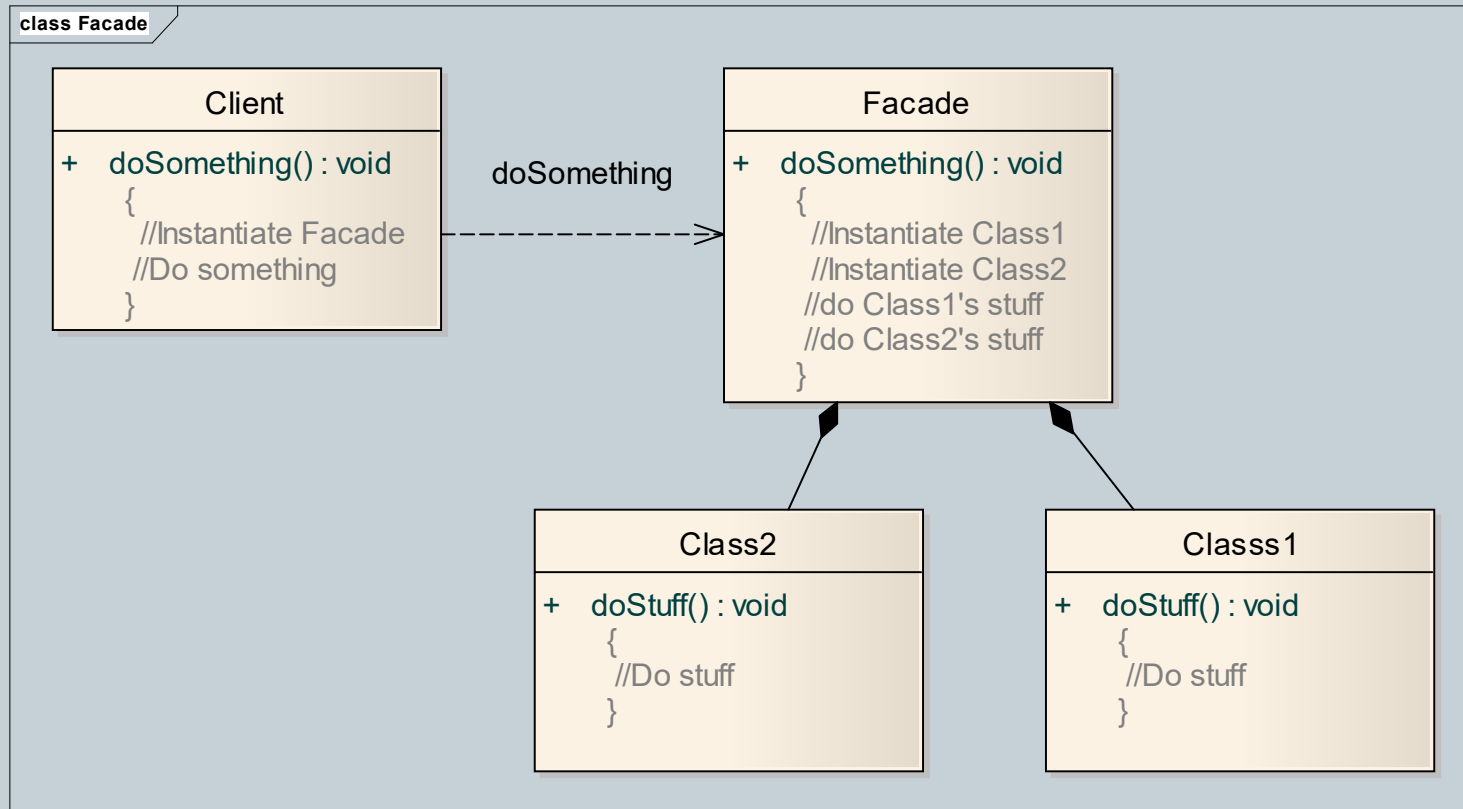 class Facade
Client
+ doSomething() : void
{
//Instantiate Facade
//Do something
}
doSomething
Facade
+ doSomething() : void
{
//Instantiate Class1
//Instantiate Class2
//do Class1's stuff
//do Class2's stuff
}
Class2
+ doStuff() : void
{
//Do stuff
}
Classs1
+ doStuff() : void
{
//Do stuff
}